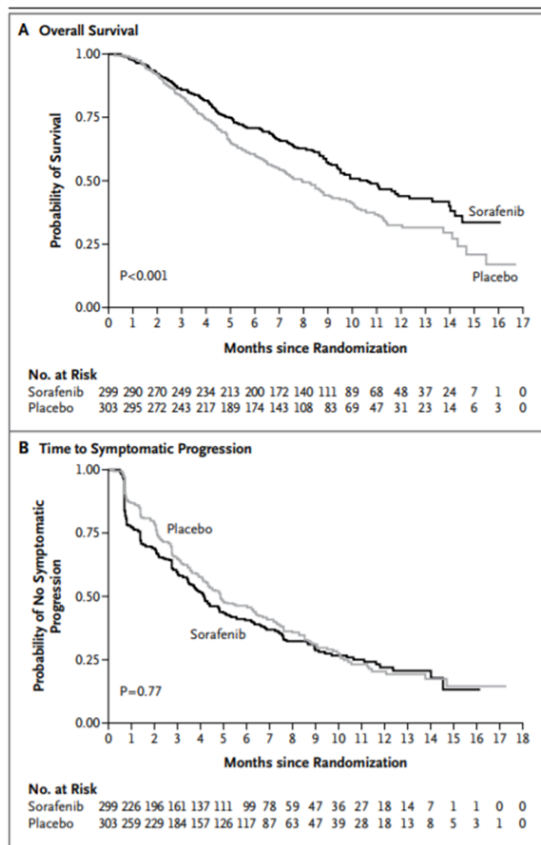 A Overall Survival
1.00
0.75
0.50
0.25
0.00
Probability of Survival
Sorafenib
Placebo
P<0.001
0 1 2 3 4 5 6 7 8 9 10 11 12 13 14 15 16 17
Months since Randomization
No. at Risk
Sorafenib 299 290 270 249 234 213 200 172 140 111 89 68 48 37 24 7 1 0
Placebo 303 295 272 243 217 189 174 143 108 83 69 47 31 23 14 6 3 0
B Time to Symptomatic Progression
1.00
0.75
0.50
0.25
0.00
Probability of No Symptomatic
Progression
Placebo
Sorafenib
P=0.77
0 1 2 3 4 5 6 7 8 9 10 11 12 13 14 15 16 17 18
Months since Randomization
No. at Risk
Sorafenib 299 226 196 161 137 111 99 78 59 47 36 27 18 14 7 1 1 0 0
Placebo 303 259 229 184 157 126 117 87 63 47 39 28 18 13 8 5 3 1 0